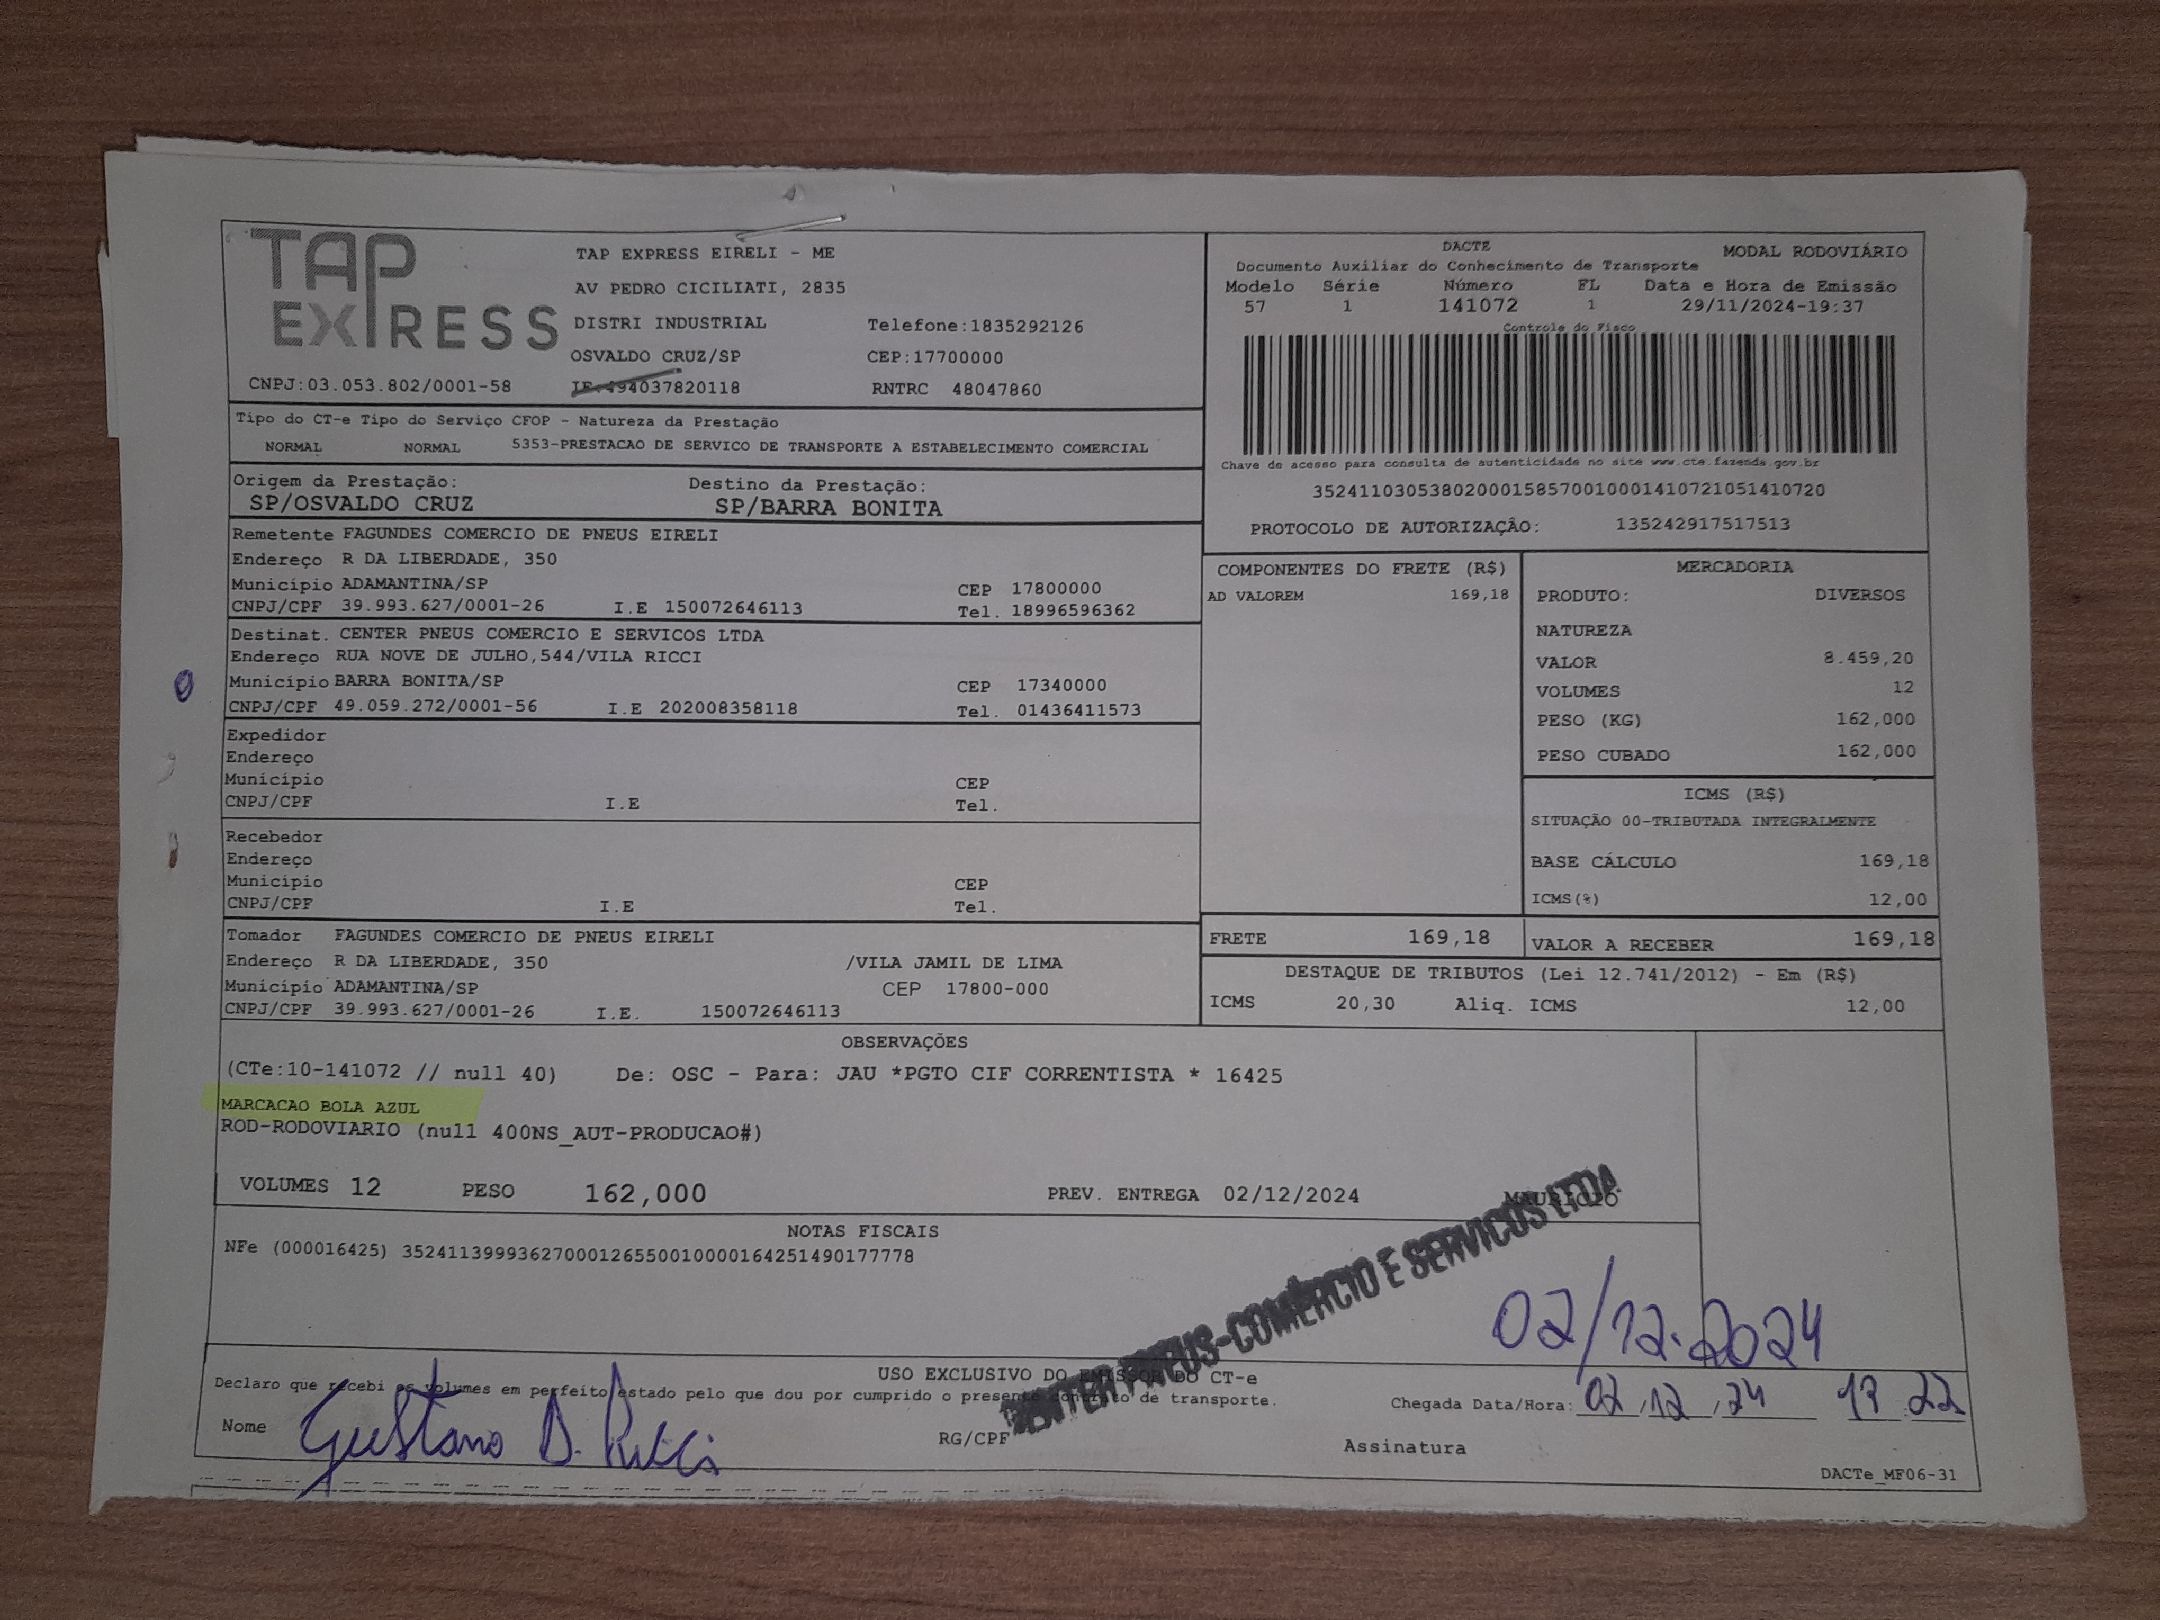 TAP EXPRESS
TAP EXPRESS EIRELI - ME
AV PEDRO CICILIATI, 2835
DISTRI INDUSTRIAL Telefone:1835292126
OSVALDO CRUZ/SP CEP:17700000
CNPJ:03.053.802/0001-58 IE:494037820118 RNTRC 48047860
DACTE MODAL RODOVIÁRIO
Documento Auxiliar do Conhecimento de Transporte
Modelo Série Número FL Data e Hora de Emissão
57 1 141072 1 29/11/2024-19:37
Controle do Fisco
Chave de acesso para consulta de autenticidade no site www.cte.fazenda.gov.br
35241103053802000158570010001410721051410720
PROTOCOLO DE AUTORIZAÇÃO: 135242917517513
Tipo do CT-e Tipo do Serviço CFOP - Natureza da Prestação
NORMAL NORMAL 5353-PRESTACAO DE SERVICO DE TRANSPORTE A ESTABELECIMENTO COMERCIAL
Origem da Prestação: Destino da Prestação:
SP/OSVALDO CRUZ SP/BARRA BONITA
Remetente FAGUNDES COMERCIO DE PNEUS EIRELI
Endereço R DA LIBERDADE, 350
Município ADAMANTINA/SP CEP 17800000
CNPJ/CPF 39.993.627/0001-26 I.E 150072646113 Tel. 18996596362
Destinat. CENTER PNEUS COMERCIO E SERVICOS LTDA
Endereço RUA NOVE DE JULHO,544/VILA RICCI
Município BARRA BONITA/SP CEP 17340000
CNPJ/CPF 49.059.272/0001-56 I.E 202008358118 Tel. 01436411573
Expedidor
Endereço
Município CEP
CNPJ/CPF I.E Tel.
Recebedor
Endereço
Município CEP
CNPJ/CPF I.E Tel.
Tomador FAGUNDES COMERCIO DE PNEUS EIRELI
Endereço R DA LIBERDADE, 350 /VILA JAMIL DE LIMA
Município ADAMANTINA/SP CEP 17800-000
CNPJ/CPF 39.993.627/0001-26 I.E. 150072646113
COMPONENTES DO FRETE (R$)
AD VALOREM 169,18
MERCADORIA
PRODUTO: DIVERSOS
NATUREZA
VALOR 8.459,20
VOLUMES 12
PESO (KG) 162,000
PESO CUBADO 162,000
ICMS (R$)
SITUAÇÃO 00-TRIBUTADA INTEGRALMENTE
BASE CÁLCULO 169,18
ICMS(%) 12,00
FRETE 169,18 VALOR A RECEBER 169,18
DESTAQUE DE TRIBUTOS (Lei 12.741/2012) - Em (R$)
ICMS 20,30 Aliq. ICMS 12,00
OBSERVAÇÕES
(CTe:10-141072 // null 40) De: OSC - Para: JAU *PGTO CIF CORRENTISTA * 16425
MARCACAO BOLA AZUL
ROD-RODOVIARIO (null 400NS_AUT-PRODUCAO#)
VOLUMES 12 PESO 162,000 PREV. ENTREGA 02/12/2024 MAURICIO
NOTAS FISCAIS
NFe (000016425) 35241139993627000126550010000164251490177778
CENTER PNEUS-COMÉRCIO E SERVICOS LTDA
02/12.2024
USO EXCLUSIVO DO EMISSOR DO CT-e
Declaro que recebi os volumes em perfeito estado pelo que dou por cumprido o presente contrato de transporte. Chegada Data/Hora: 02,12,24 17 22
Nome Gustavo D. Ricci RG/CPF Assinatura
DACTe_MF06-31